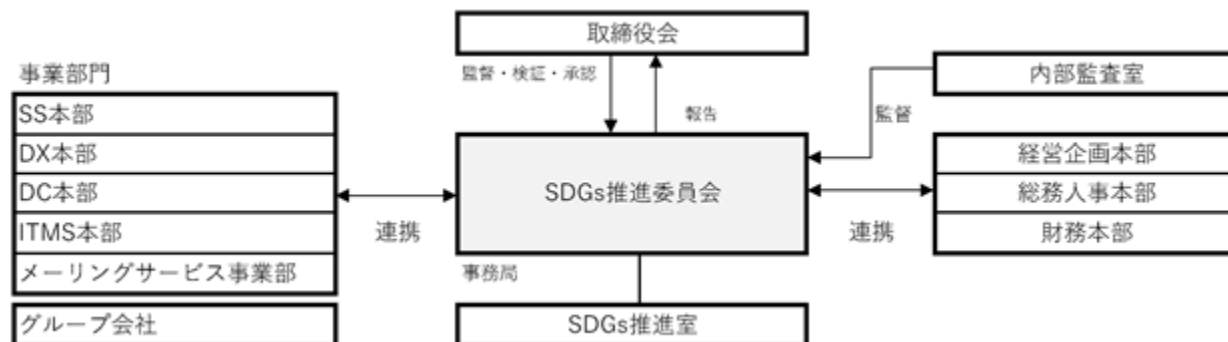 取締役会
監督・検証・承認
報告
事業部門
SS本部
DX本部
DC本部
ITMS本部
メーリングサービス事業部
グループ会社
連携
SDGs推進委員会
事務局
SDGs推進室
内部監査室
監督
経営企画本部
総務人事本部
財務本部
連携